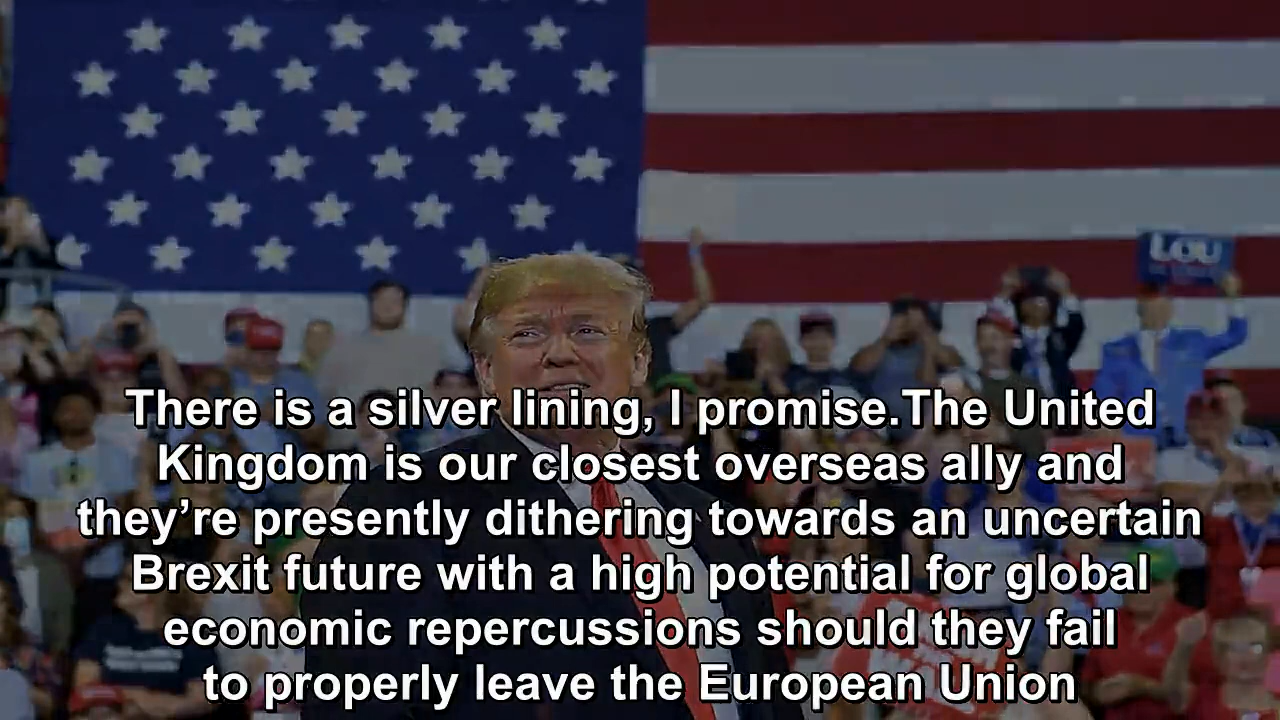 LOU
There is a silver lining, I promise.The United
Kingdom is our closest overseas ally and
they’re presently dithering towards an uncertain
Brexit future with a high potential for global
economic repercussions should they fail
to properly leave the European Union